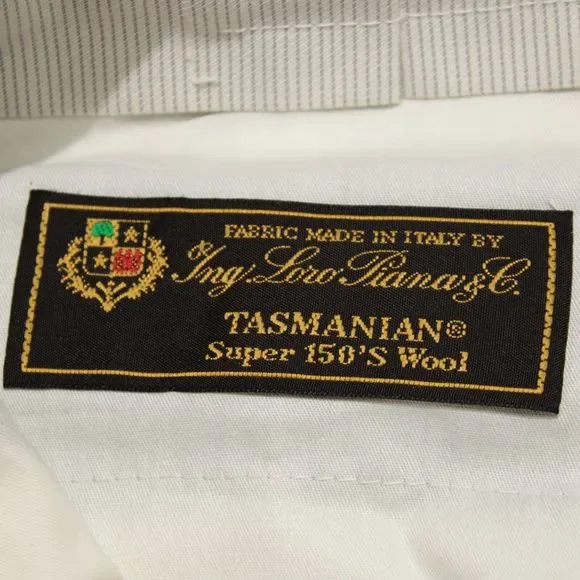 FABRIC MADE IN ITALY BY
Ing. Loro Piana & C.
TASMANIAN®
Super 150'S Wool